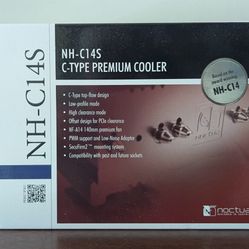 NH-C14S
NH-C14S
C-TYPE PREMIUM COOLER
Based on the
award-winning
NH-C14
• C-Type top-flow design
• Low-profile mode
• High clearance mode
• Offset design for PCIe clearance
• NF-A14 140mm premium fan
• PWM support and Low-Noise Adaptor
• SecuFirm2™ mounting system
• Compatibility with past and future sockets
noctua